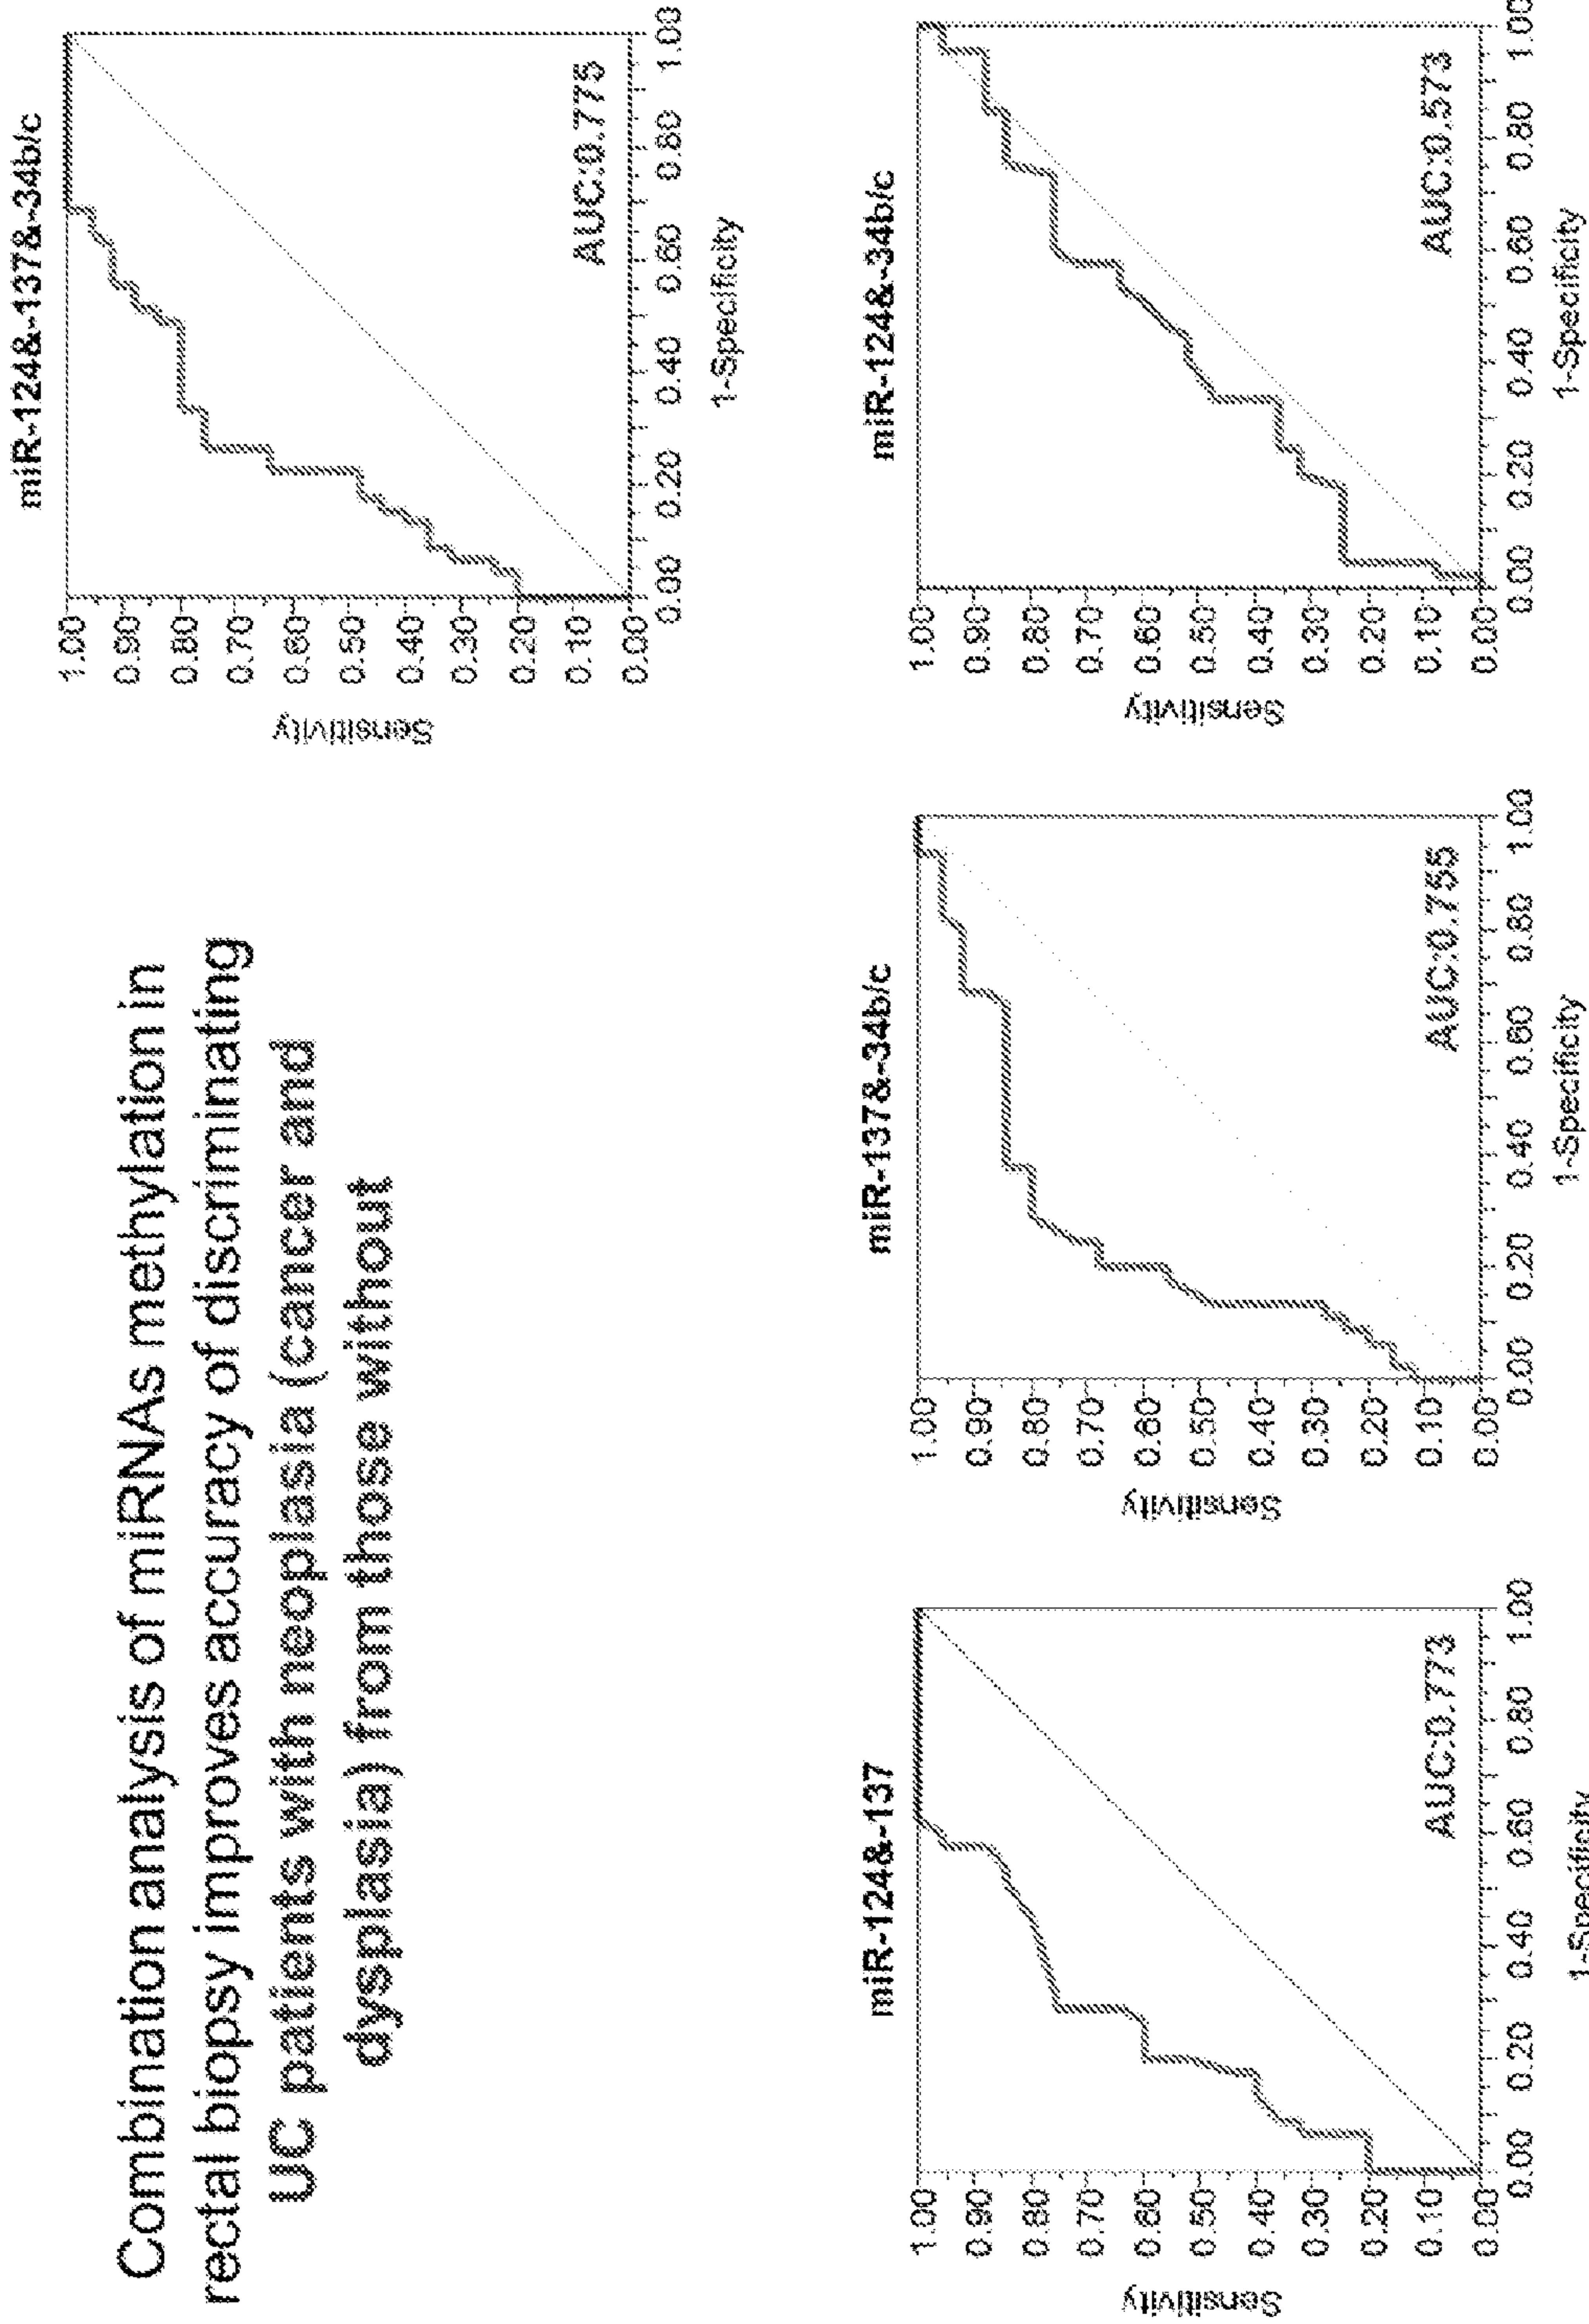 Combination analysis of miRNAs methylation in
rectal biopsy improves accuracy of discriminating
UC patients with neoplasia (cancer and
dysplasia) from those without
miR-124&-137&-34b/c
Sensitivity
1.00
0.90
0.80
0.70
0.60
0.50
0.40
0.30
0.20
0.10
0.00
AUC:0.775
0.00 0.20 0.40 0.60 0.80 1.00
1-Specificity
miR-124&-137
Sensitivity
1.00
0.90
0.80
0.70
0.60
0.50
0.40
0.30
0.20
0.10
0.00
AUC:0.773
0.00 0.20 0.40 0.60 0.80 1.00
1-Specificity
miR-137&-34b/c
Sensitivity
1.00
0.90
0.80
0.70
0.60
0.50
0.40
0.30
0.20
0.10
0.00
AUC:0.755
0.00 0.20 0.40 0.60 0.80 1.00
1-Specificity
miR-124&-34b/c
Sensitivity
1.00
0.90
0.80
0.70
0.60
0.50
0.40
0.30
0.20
0.10
0.00
AUC:0.573
0.00 0.20 0.40 0.60 0.80 1.00
1-Specificity